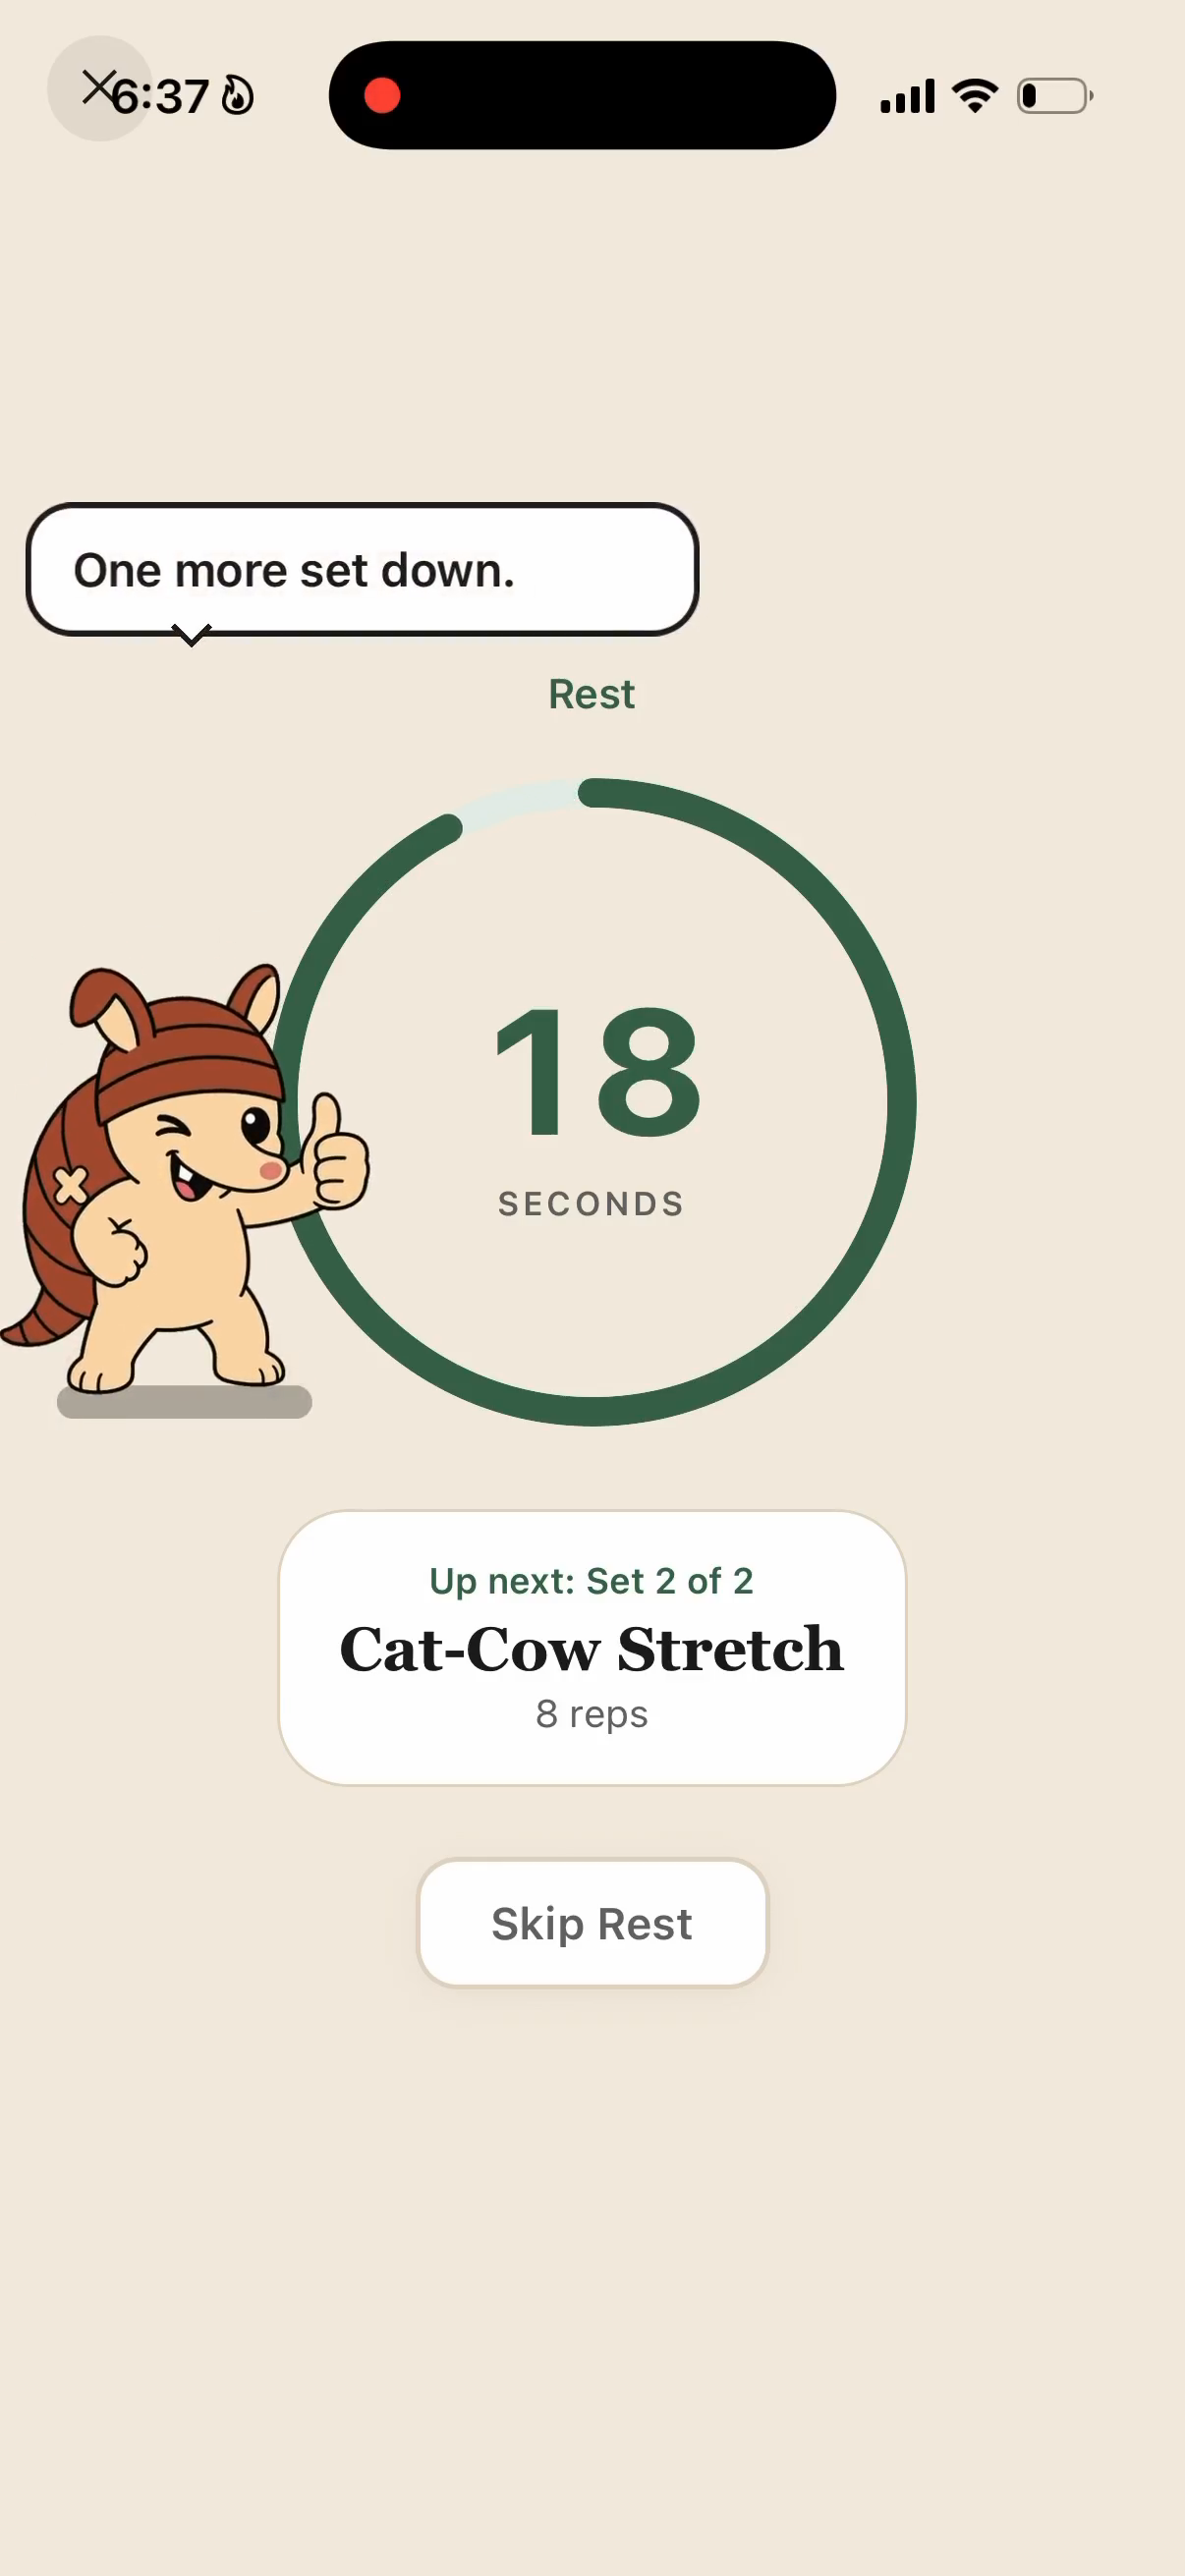 6:37
One more set down.
Rest
18
SECONDS
Up next: Set 2 of 2
Cat-Cow Stretch
8 reps
Skip Rest